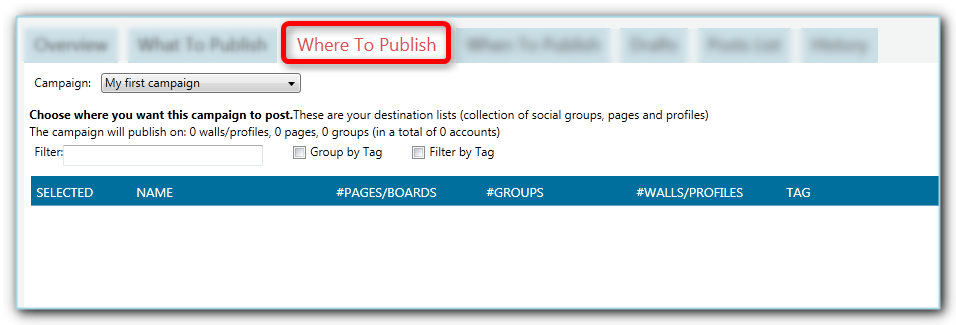 Overview What To Publish Where To Publish When To Publish Drafts Posts List History
Campaign: My first campaign
Choose where you want this campaign to post.These are your destination lists (collection of social groups, pages and profiles)
The campaign will publish on: 0 walls/profiles, 0 pages, 0 groups (in a total of 0 accounts)
Filter: Group by Tag Filter by Tag
SELECTED NAME #PAGES/BOARDS #GROUPS #WALLS/PROFILES TAG